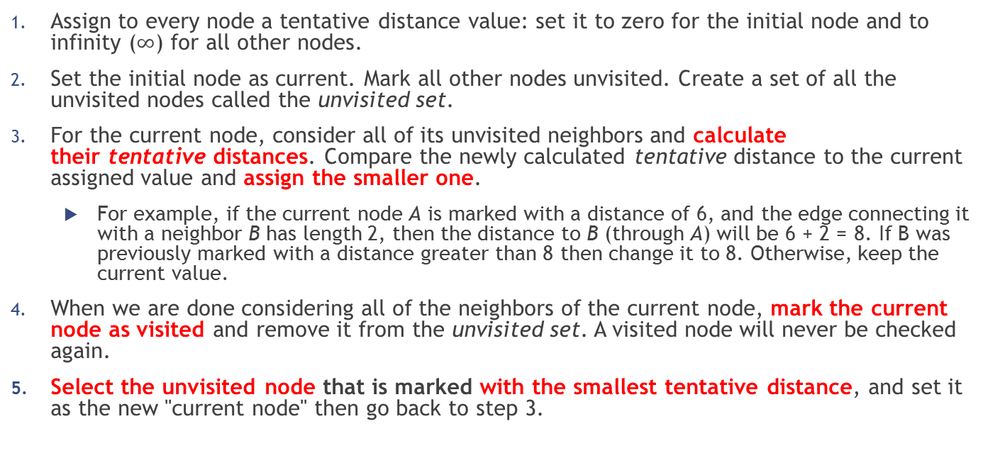 1. Assign to every node a tentative distance value: set it to zero for the initial node and to
infinity (∞) for all other nodes.
2. Set the initial node as current. Mark all other nodes unvisited. Create a set of all the
unvisited nodes called the unvisited set.
3. For the current node, consider all of its unvisited neighbors and calculate
their tentative distances. Compare the newly calculated tentative distance to the current
assigned value and assign the smaller one.
▶ For example, if the current node A is marked with a distance of 6, and the edge connecting it
with a neighbor B has length 2, then the distance to B (through A) will be 6 + 2 = 8. If B was
previously marked with a distance greater than 8 then change it to 8. Otherwise, keep the
current value.
4. When we are done considering all of the neighbors of the current node, mark the current
node as visited and remove it from the unvisited set. A visited node will never be checked
again.
5. Select the unvisited node that is marked with the smallest tentative distance, and set it
as the new "current node" then go back to step 3.